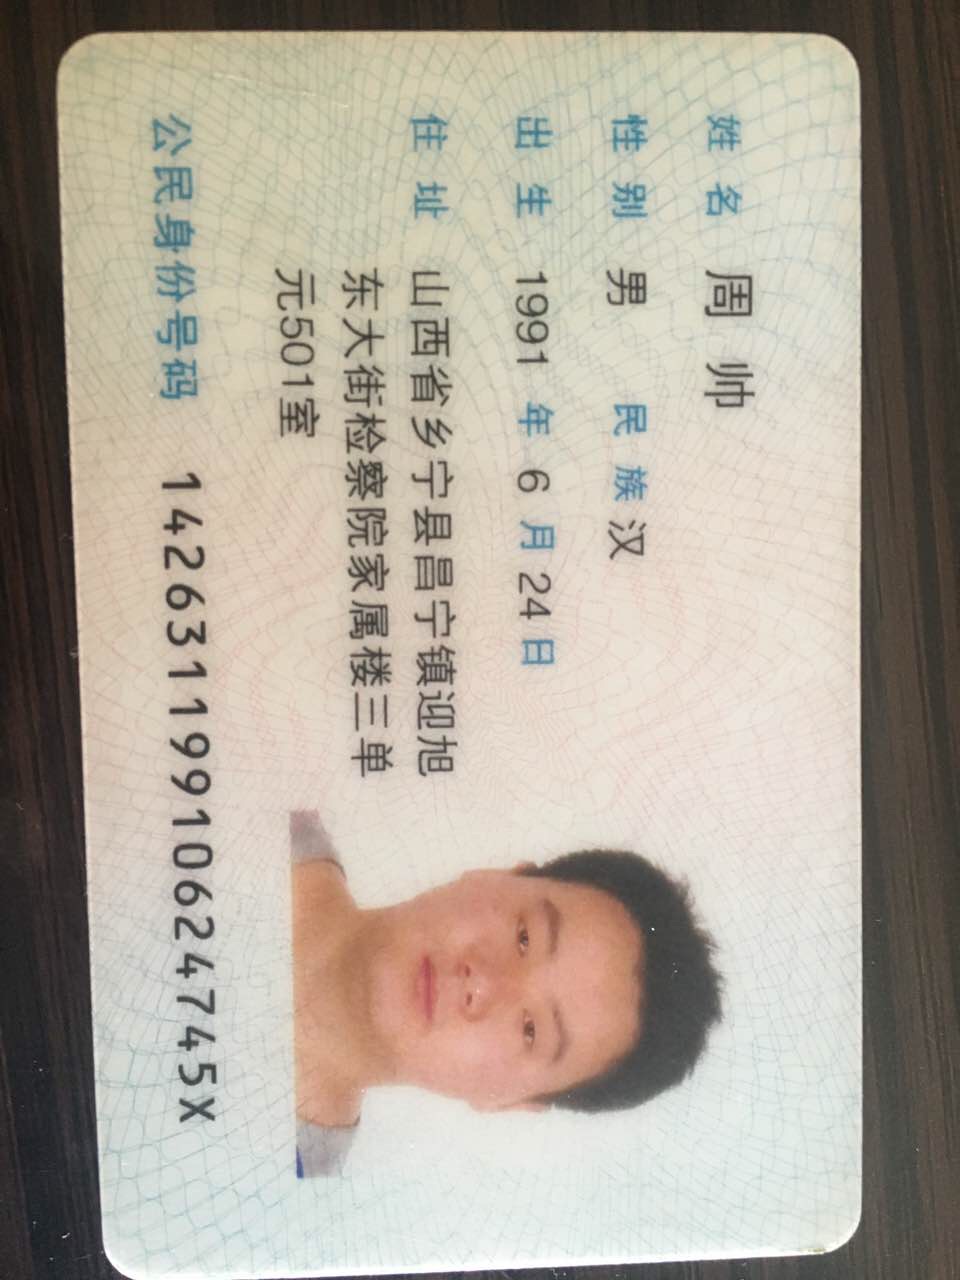 姓名 周帅
性别 男 民族 汉
出生 1991 年 6 月 24 日
住址 山西省乡宁县昌宁镇迎旭
东大街检察院家属楼三单
元501室
公民身份号码 14263119910624745X